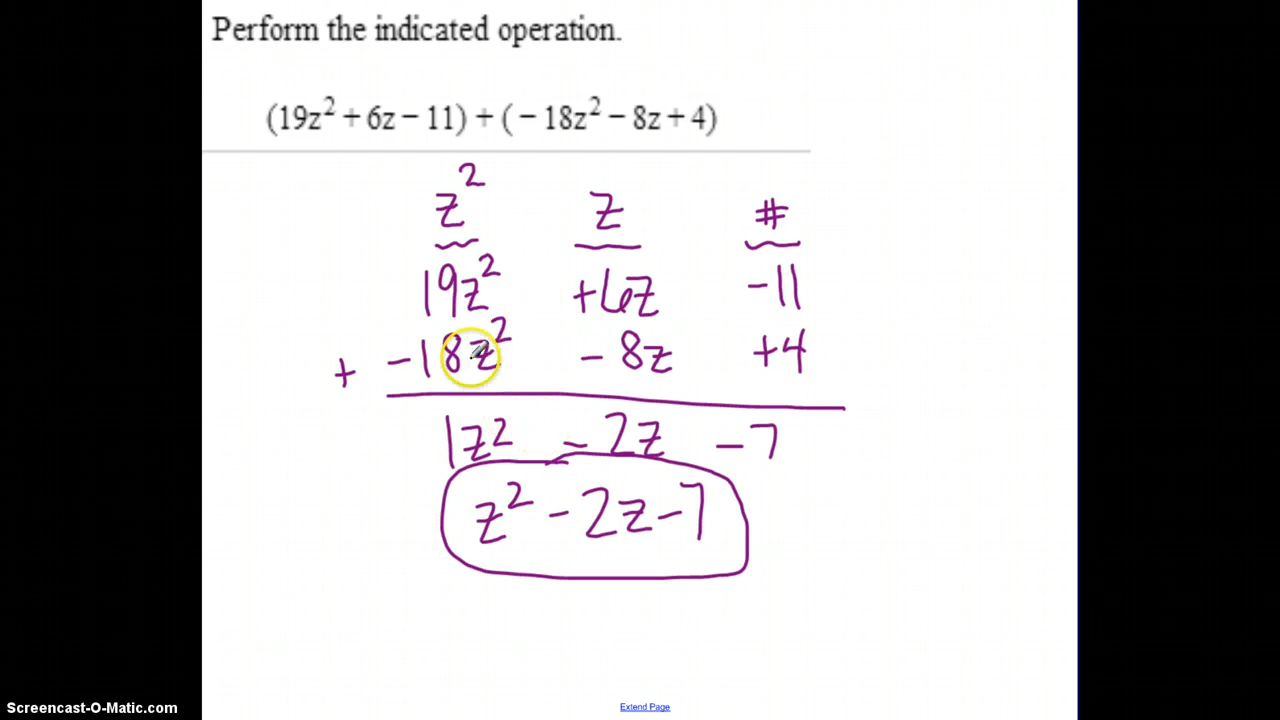 Perform the indicated operation.
(19z² + 6z − 11) + (− 18z² − 8z + 4)
z² z #
19z² +6z -11
+ -18z² - 8z +4
1z² - 2z - 7
z² - 2z - 7
Screencast-O-Matic.com
Extend Page